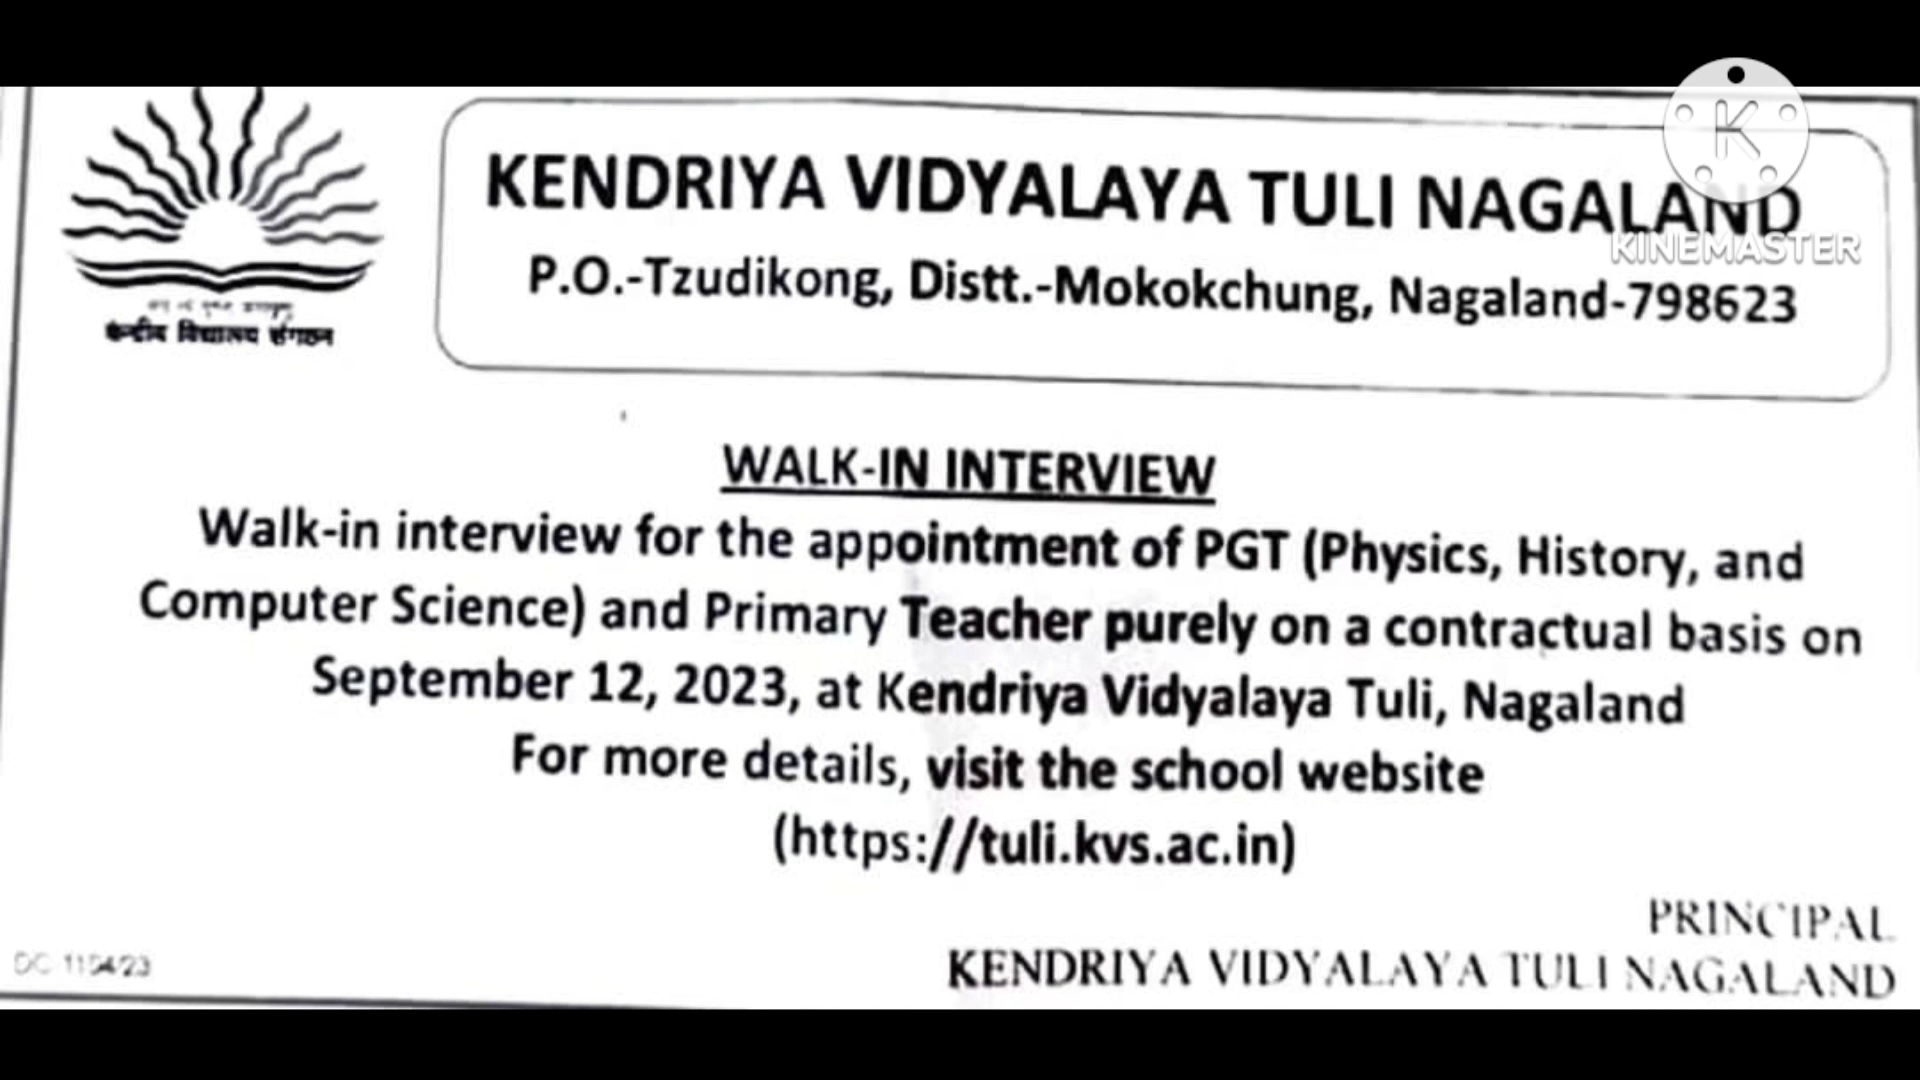 KENDRIYA VIDYALAYA TULI NAGALAND
P.O.-Tzudikong, Distt.-Mokokchung, Nagaland-798623
K
KINEMASTER
केन्द्रीय विद्यालय संगठन
WALK-IN INTERVIEW
Walk-in interview for the appointment of PGT (Physics, History, and
Computer Science) and Primary Teacher purely on a contractual basis on
September 12, 2023, at Kendriya Vidyalaya Tuli, Nagaland
For more details, visit the school website
(https://tuli.kvs.ac.in)
PRINCIPAL
KENDRIYA VIDYALAYA TULI NAGALAND